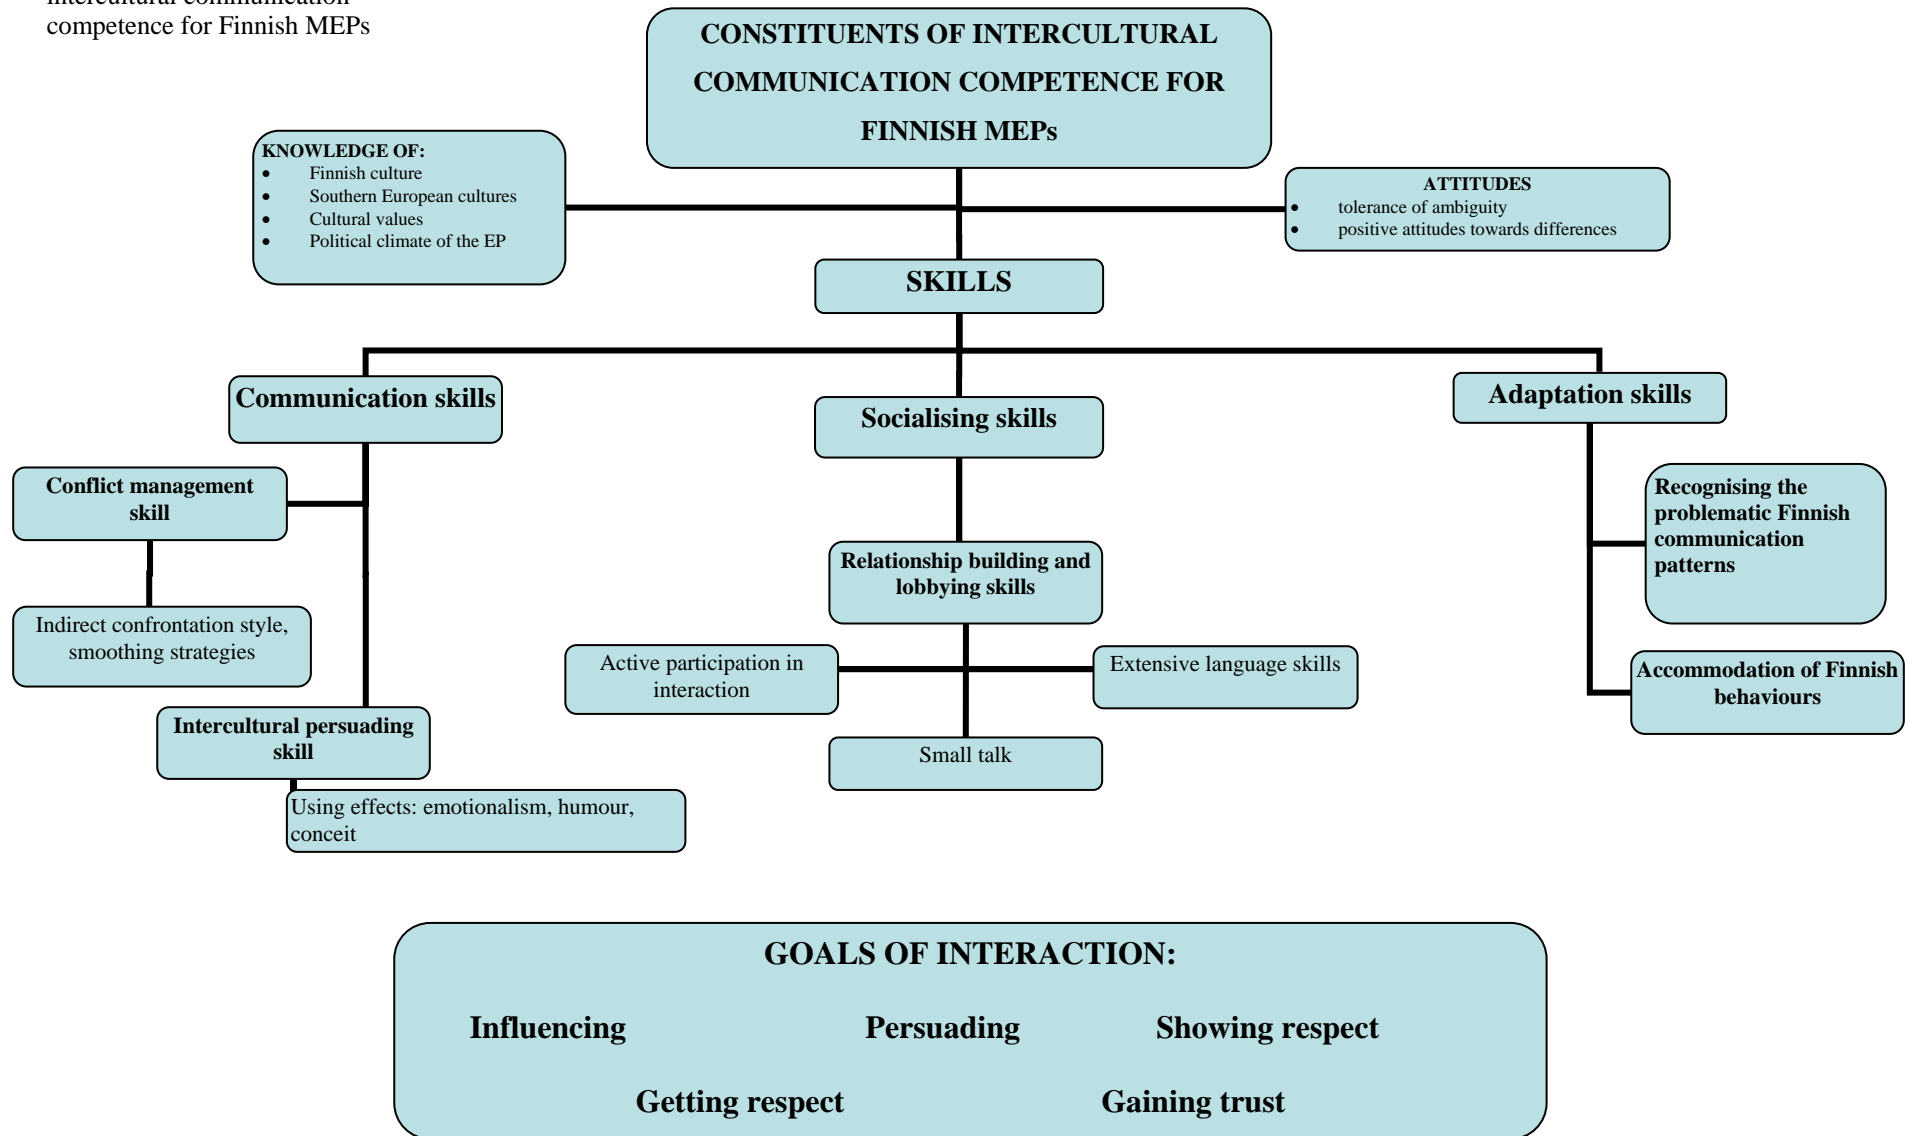 intercultural communication
competence for Finnish MEPs
CONSTITUENTS OF INTERCULTURAL
COMMUNICATION COMPETENCE FOR
FINNISH MEPs
KNOWLEDGE OF:
• Finnish culture
• Southern European cultures
• Cultural values
• Political climate of the EP
ATTITUDES
• tolerance of ambiguity
• positive attitudes towards differences
SKILLS
Communication skills
Socialising skills
Adaptation skills
Conflict management
skill
Indirect confrontation style,
smoothing strategies
Intercultural persuading
skill
Using effects: emotionalism, humour,
conceit
Relationship building and
lobbying skills
Active participation in
interaction
Extensive language skills
Small talk
Recognising the
problematic Finnish
communication
patterns
Accommodation of Finnish
behaviours
GOALS OF INTERACTION:
Influencing Persuading Showing respect
Getting respect Gaining trust